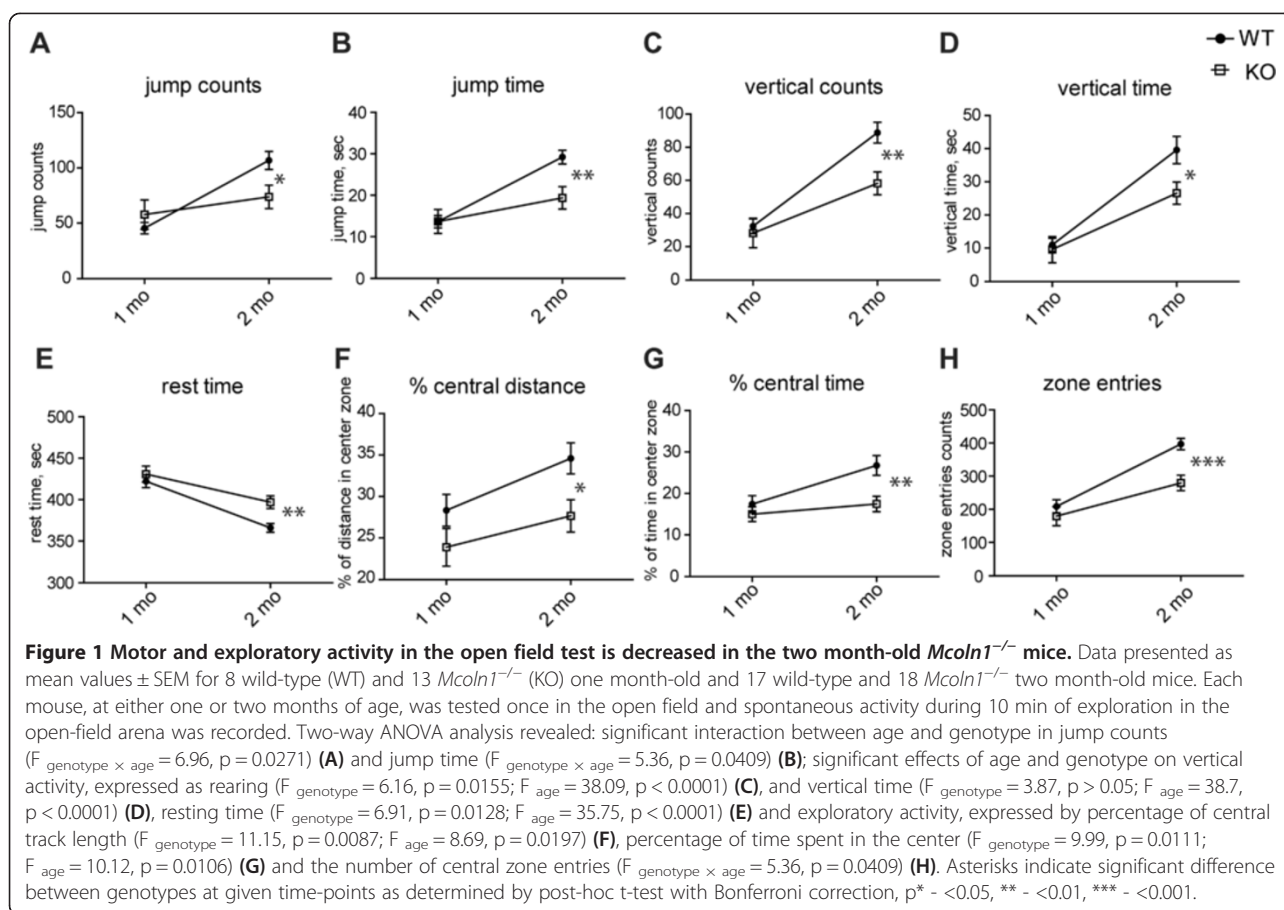 A
B
C
D
WT
KO
jump counts
jump time
vertical counts
vertical time
jump counts
150
100
50
0
*
1 mo
2 mo
jump time, sec
40
30
20
10
0
**
1 mo
2 mo
vertical counts
100
80
60
40
20
0
**
1 mo
2 mo
vertical time, sec
50
40
30
20
10
0
*
1 mo
2 mo
E
F
G
H
rest time
% central distance
% central time
zone entries
rest time, sec
500
450
400
350
300
**
1 mo
2 mo
% of distance in center zone
40
35
30
25
20
*
1 mo
2 mo
% of time in center zone
40
30
20
10
0
**
1 mo
2 mo
zone entries counts
500
400
300
200
100
0
***
1 mo
2 mo
Figure 1 Motor and exploratory activity in the open field test is decreased in the two month-old Mcoln1−/− mice. Data presented as
mean values ± SEM for 8 wild-type (WT) and 13 Mcoln1−/− (KO) one month-old and 17 wild-type and 18 Mcoln1−/− two month-old mice. Each
mouse, at either one or two months of age, was tested once in the open field and spontaneous activity during 10 min of exploration in the
open-field arena was recorded. Two-way ANOVA analysis revealed: significant interaction between age and genotype in jump counts
(F genotype × age = 6.96, p = 0.0271) (A) and jump time (F genotype × age = 5.36, p = 0.0409) (B); significant effects of age and genotype on vertical
activity, expressed as rearing (F genotype = 6.16, p = 0.0155; F age = 38.09, p < 0.0001) (C), and vertical time (F genotype = 3.87, p > 0.05; F age = 38.7,
p < 0.0001) (D), resting time (F genotype = 6.91, p = 0.0128; F age = 35.75, p < 0.0001) (E) and exploratory activity, expressed by percentage of central
track length (F genotype = 11.15, p = 0.0087; F age = 8.69, p = 0.0197) (F), percentage of time spent in the center (F genotype = 9.99, p = 0.0111;
F age = 10.12, p = 0.0106) (G) and the number of central zone entries (F genotype × age = 5.36, p = 0.0409) (H). Asterisks indicate significant difference
between genotypes at given time-points as determined by post-hoc t-test with Bonferroni correction, p* - <0.05, ** - <0.01, *** - <0.001.